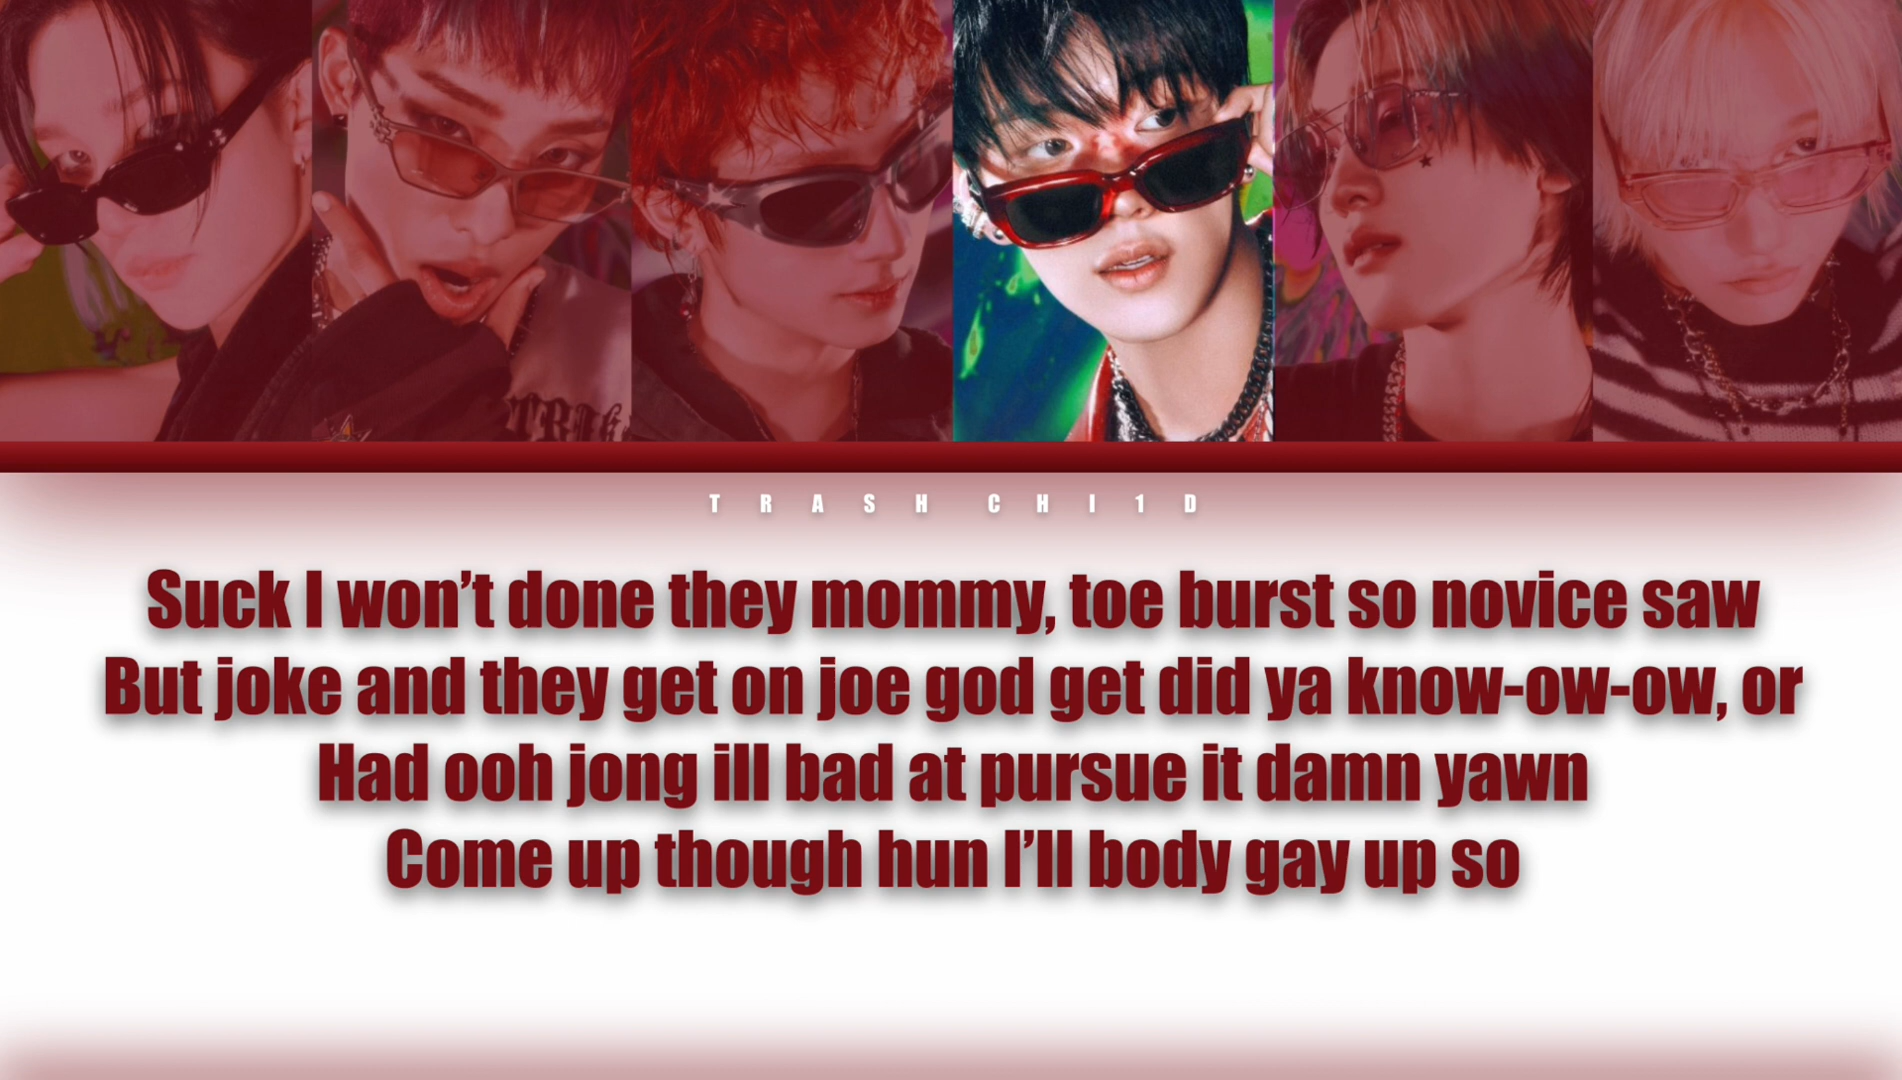 TRASH CHI1D
Suck I won’t done they mommy, toe burst so novice saw
But joke and they get on joe god get did ya know-ow-ow, or
Had ooh jong ill bad at pursue it damn yawn
Come up though hun I’ll body gay up so